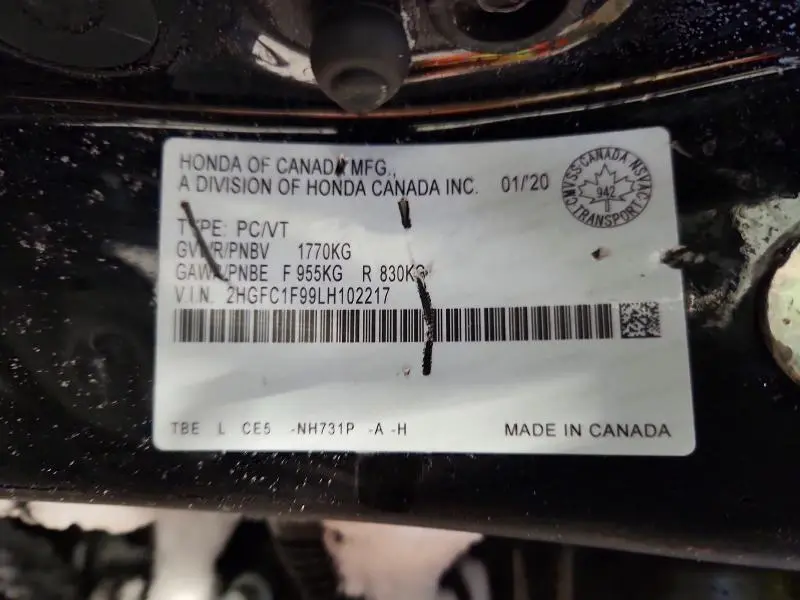 HONDA OF CANADA MFG.,
A DIVISION OF HONDA CANADA INC. 01/'20
CMVSS·CANADA·NSVAC
942
TRANSPORT
TYPE: PC/VT
GVWR/PNBV 1770KG
GAWR/PNBE F 955KG R 830KG
V.I.N. 2HGFC1F99LH102217
TBE L CE5 -NH731P -A -H MADE IN CANADA